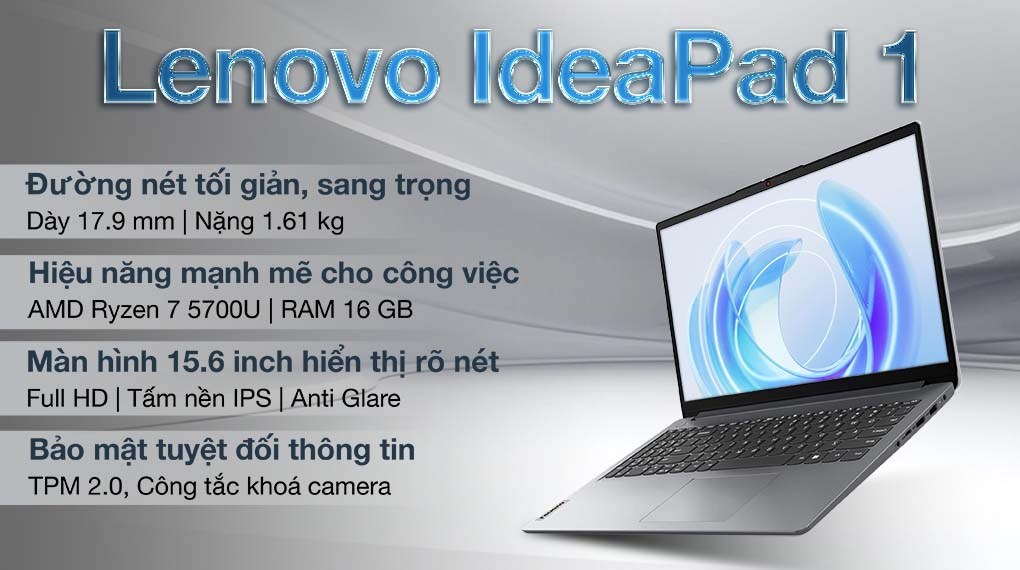 Lenovo IdeaPad 1
Đường nét tối giản, sang trọng
Dày 17.9 mm | Nặng 1.61 kg
Hiệu năng mạnh mẽ cho công việc
AMD Ryzen 7 5700U | RAM 16 GB
Màn hình 15.6 inch hiển thị rõ nét
Full HD | Tấm nền IPS | Anti Glare
Bảo mật tuyệt đối thông tin
TPM 2.0, Công tắc khoá camera
Lenovo